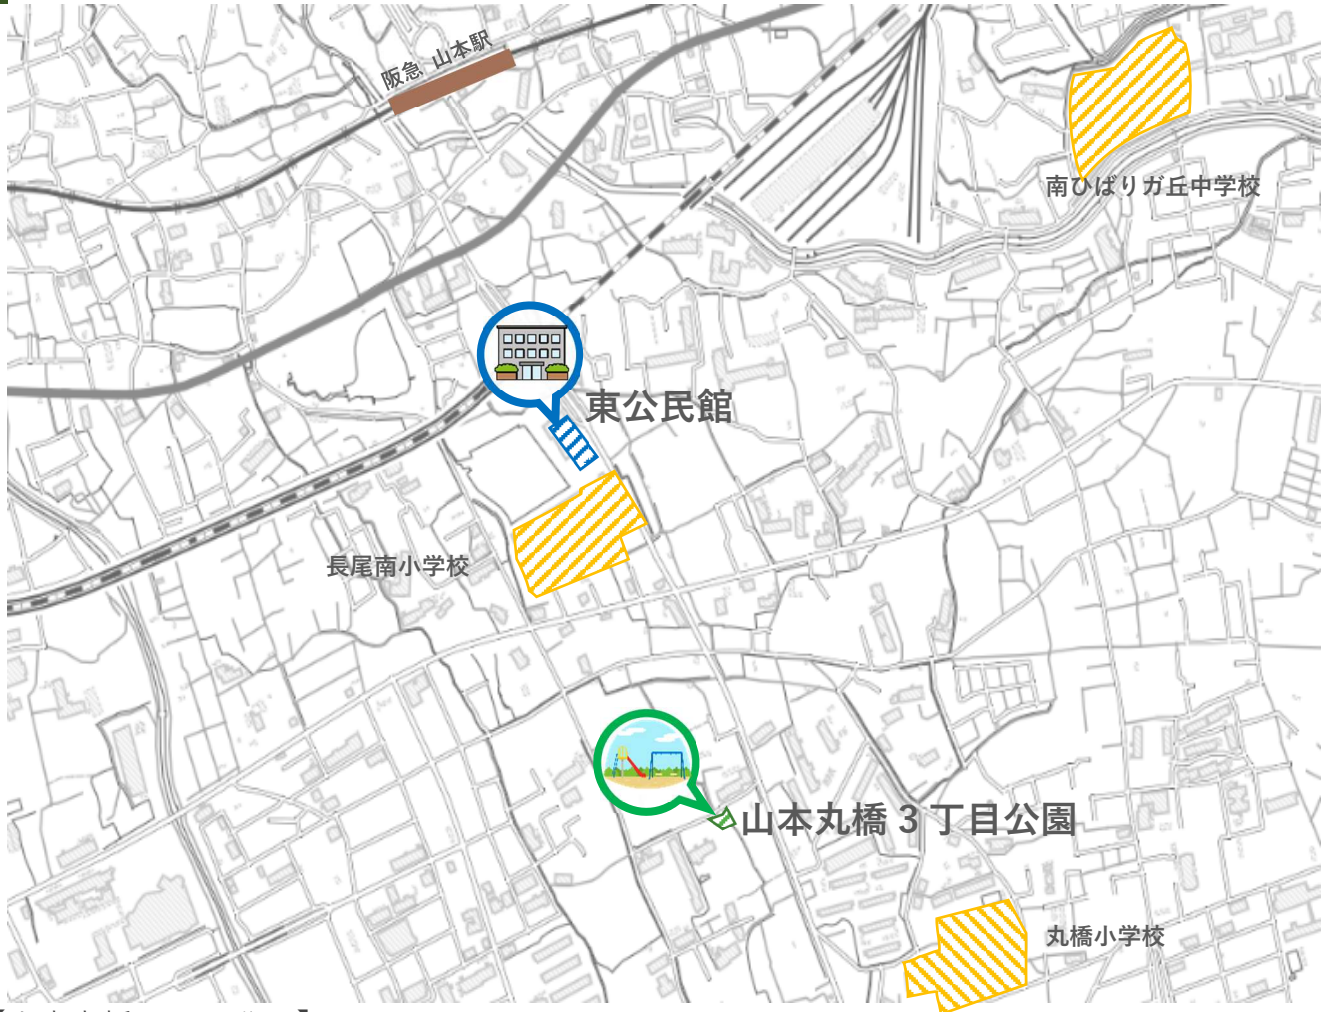 阪急 山本駅
南ひばりガ丘中学校
東公民館
長尾南小学校
山本丸橋３丁目公園
丸橋小学校